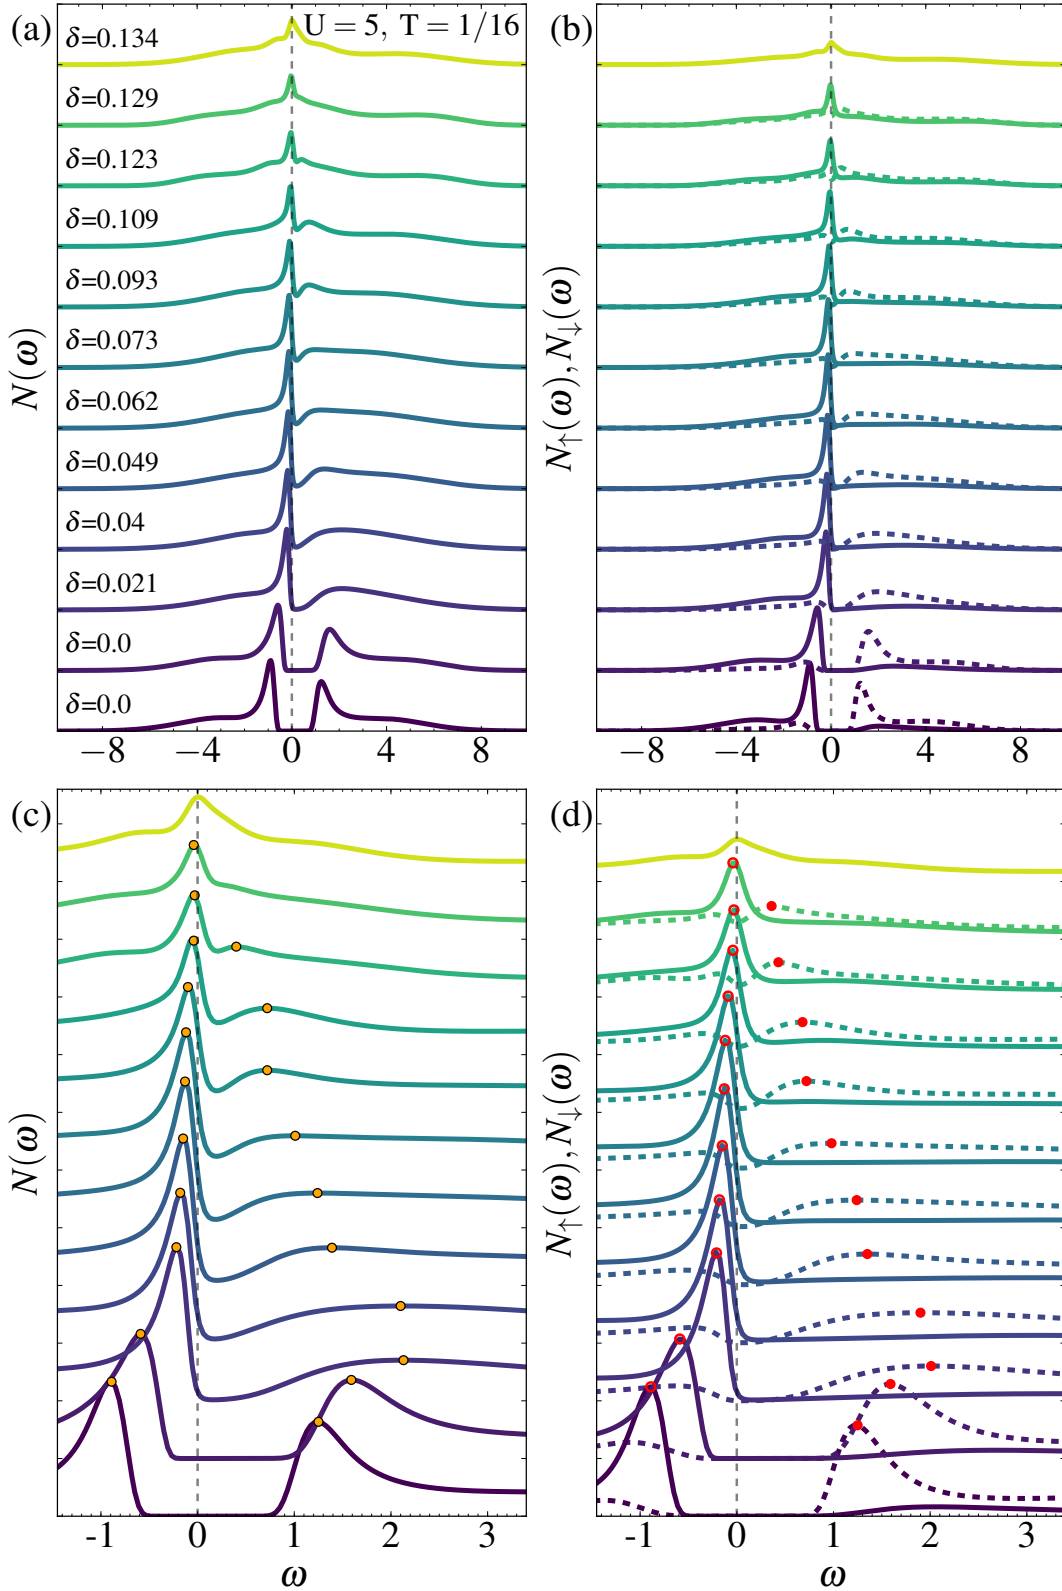 (a)
U = 5, T = 1/16
δ=0.134
δ=0.129
δ=0.123
δ=0.109
δ=0.093
δ=0.073
δ=0.062
δ=0.049
δ=0.04
δ=0.021
δ=0.0
δ=0.0
N(ω)
−8 −4 0 4 8
(b)
N↑(ω), N↓(ω)
−8 −4 0 4 8
(c)
N(ω)
-1 0 1 2 3
ω
(d)
N↑(ω), N↓(ω)
-1 0 1 2 3
ω